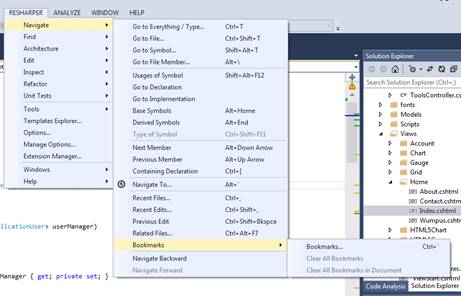 RESHARPER ANALYZE WINDOW HELP
Navigate
Find
Architecture
Edit
Inspect
Refactor
Unit Tests
Tools
Templates Explorer...
Options...
Manage Options...
Extension Manager...
Windows
Help
Go to Everything / Type... Ctrl+T
Go to File... Ctrl+Shift+T
Go to Symbol... Shift+Alt+T
Go to File Member... Alt+\
Usages of Symbol Shift+Alt+F12
Go to Declaration
Go to Implementation
Base Symbols Alt+Home
Derived Symbols Alt+End
Type of Symbol Ctrl+Shift+F11
Next Member Alt+Down Arrow
Previous Member Alt+Up Arrow
Containing Declaration Ctrl+[
Navigate To... Alt+`
Recent Files... Ctrl+,
Recent Edits... Ctrl+Shift+,
Previous Edit Ctrl+Shift+Bkspce
Related Files... Ctrl+Alt+F7
Bookmarks
Navigate Backward
Navigate Forward
Bookmarks... Ctrl+`
Clear All Bookmarks
Clear All Bookmarks in Document
licationUser> userManager)
Manager { get; private set; }
Solution Explorer
Search Solution Explorer (Ctrl+;)
ToolsController.cs
Fonts
Models
Scripts
Views
Account
Chart
Gauge
Grid
Home
About.cshtml
Contact.cshtml
Index.cshtml
Wumpus.cshtml
HTML5Chart
Code Analysis